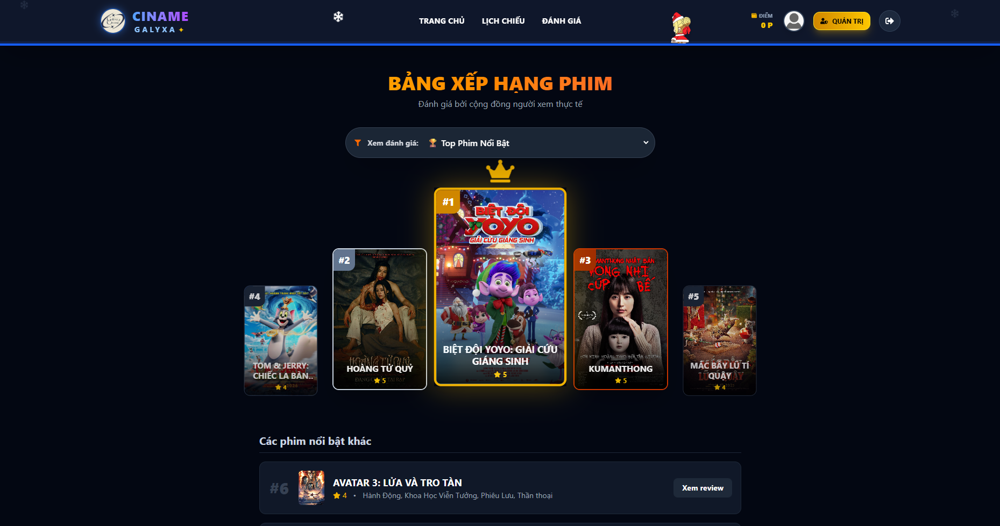 CINAME
GALYXA
TRANG CHỦ
LỊCH CHIẾU
ĐÁNH GIÁ
ĐIỂM
0 P
QUẢN TRỊ
BẢNG XẾP HẠNG PHIM
Đánh giá bởi cộng đồng người xem thực tế
Xem đánh giá:
🏆 Top Phim Nổi Bật
#1
BIỆT ĐỘI
YOYO
GIẢI CỨU GIÁNG SINH
BIỆT ĐỘI YOYO: GIẢI CỨU
GIÁNG SINH
5
#2
HOÀNG TỬ QUỶ
HOÀNG TỬ QUỶ
5
#3
KUMANTHONG NHẬT BẢN
VONG NHI
CÚP BẾ
KUMANTHONG
5
#4
TOM & JERRY:
CHIẾC LA BÀN..
4
#5
MẮC BẪY LŨ TÍ
QUẬY
4
Các phim nổi bật khác
#6
AVATAR 3: LỬA VÀ TRO TÀN
4 • Hành Động, Khoa Học Viễn Tưởng, Phiêu Lưu, Thần thoại
Xem review